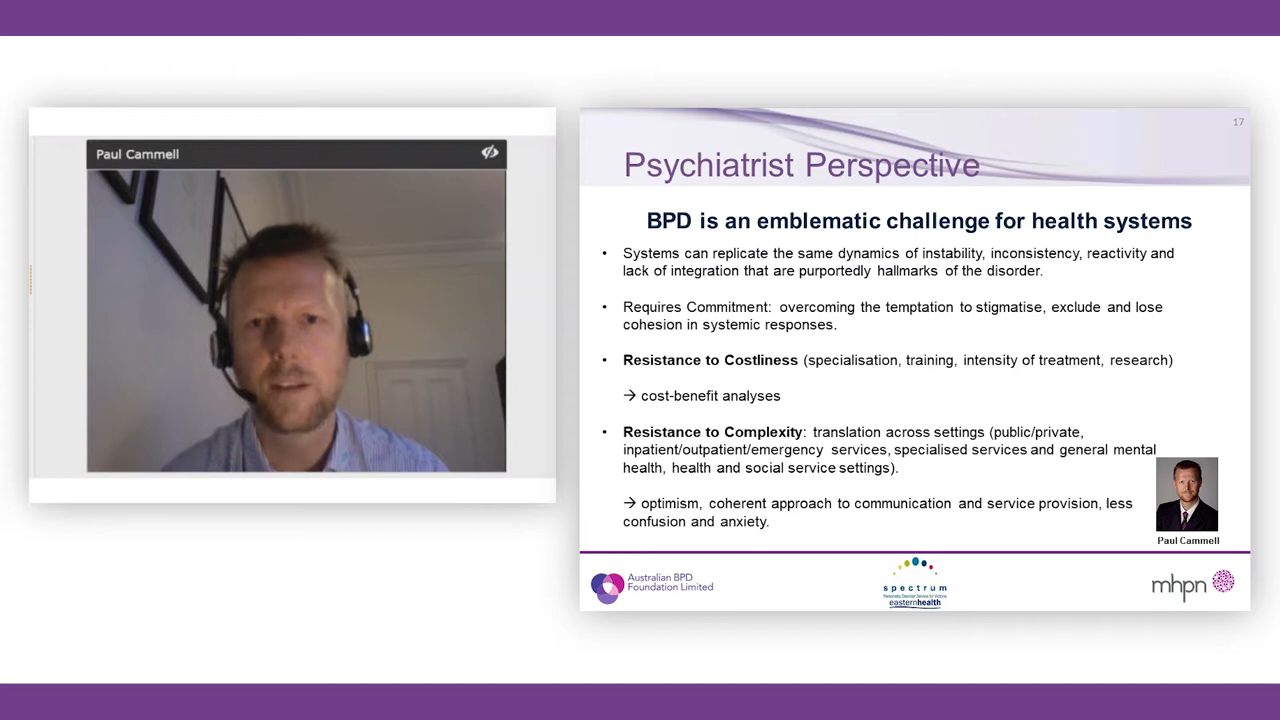 Paul Cammell
17
Psychiatrist Perspective
BPD is an emblematic challenge for health systems
• Systems can replicate the same dynamics of instability, inconsistency, reactivity and
lack of integration that are purportedly hallmarks of the disorder.
• Requires Commitment: overcoming the temptation to stigmatise, exclude and lose
cohesion in systemic responses.
• Resistance to Costliness (specialisation, training, intensity of treatment, research)
→ cost-benefit analyses
• Resistance to Complexity: translation across settings (public/private,
inpatient/outpatient/emergency services, specialised services and general mental
health, health and social service settings).
→ optimism, coherent approach to communication and service provision, less
confusion and anxiety.
Paul Cammell
Australian BPD
Foundation Limited
spectrum
Personality Disorder Service for Victoria
easternhealth
mhpn